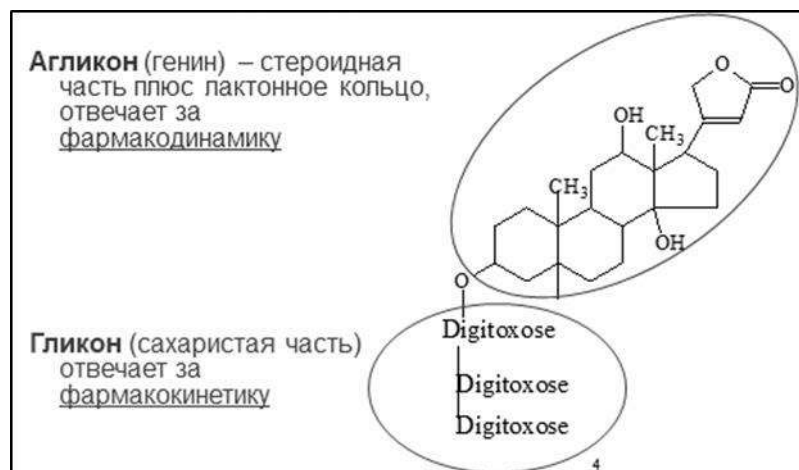 Агликон (генин) – стероидная
часть плюс лактонное кольцо,
отвечает за
фармакодинамику
O
O
OH
CH3
CH3
OH
O
Digitoxose
Гликон (сахаристая часть)
отвечает за
фармакокинетику
Digitoxose
Digitoxose
4